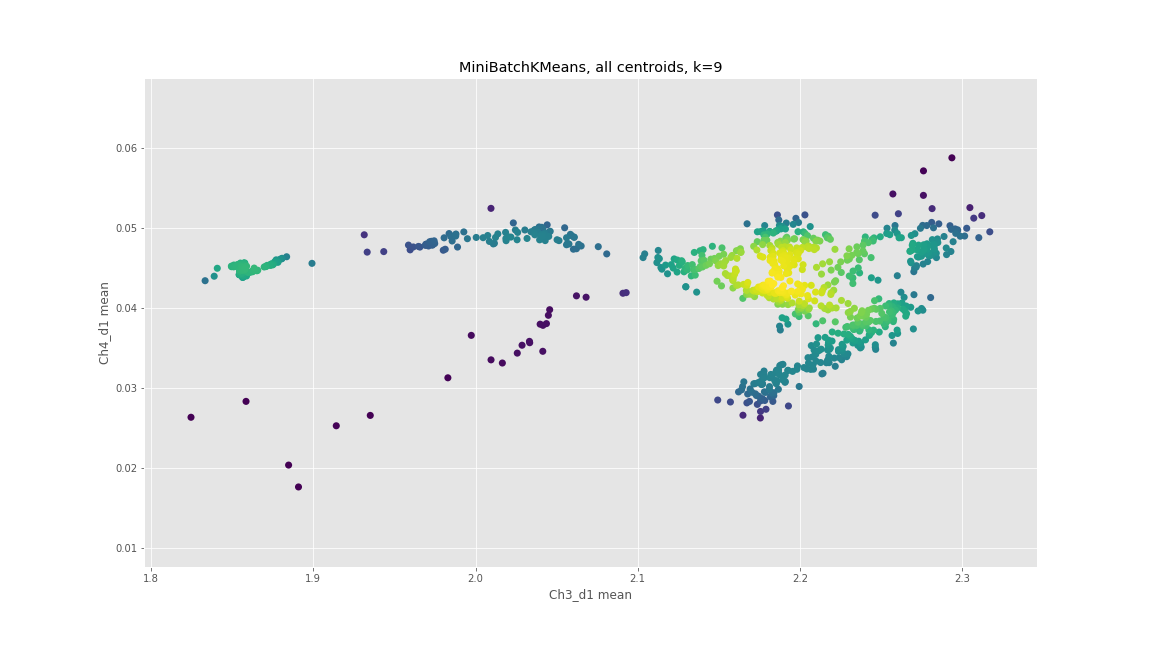 MiniBatchKMeans, all centroids, k=9
0.06
0.05
0.04
0.03
0.02
0.01
Ch4_d1 mean
1.8 1.9 2.0 2.1 2.2 2.3
Ch3_d1 mean